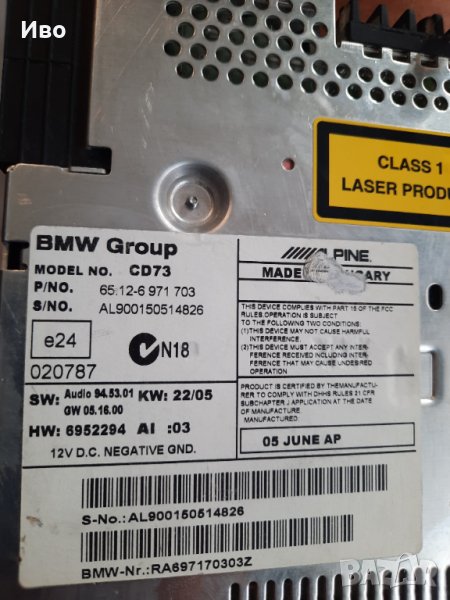 Иво
CLASS 1
LASER PRODU
BMW Group
MODEL NO. CD73
P/NO. 65.12-6 971 703
S/NO. AL900150514826
e24
020787
N18
SW: Audio 94.53.01 KW: 22/05
GW 05.16.00
HW: 6952294 AI :03
12V D.C. NEGATIVE GND.
ALPINE
MADE GARY
THIS DEVICE COMPLIES WITH PART 15 OF THE FCC
RULES.OPERATION IS SUBJECT
TO THE FOLLOWING TWO CONDITIONS:
(1)THIS DEVICE MAY NOT CAUSE HARMFUL
INTERFERENCE.
(2)THIS DEVICE MUST ACCEPT ANY INTER-
FERENCE RECEIVED INCLUDING INTER-
FERENCE THAT MAY CAUSE UNDESIRED
OPERATION
PRODUCT IS CERTIFIED BY THE MANUFACTU-
RER TO COMPLY WITH DHHS RULES 21 CFR
SUBCHAPTER J APPLICATION AT THE DATE
OF MANUFACTURE
MANUFACTURED.
05 JUNE AP
S-No.: AL900150514826
BMW-Nr.: RA697170303Z
BAZAR